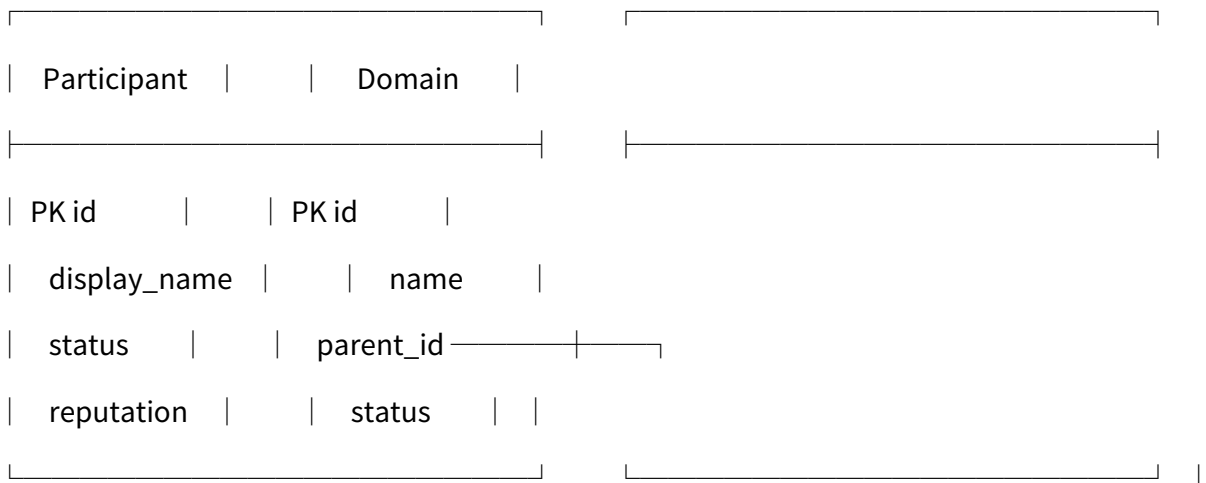 ┌───────────────────┐ ┌───────────────────┐
│ Participant │ │ Domain │
├───────────────────┤ ├───────────────────┤
│ PK id │ │ PK id │
│ display_name │ │ name │
│ status │ │ parent_id ─────┼───┐
│ reputation │ │ status │ │
└───────────────────┘ └───────────────────┘ │